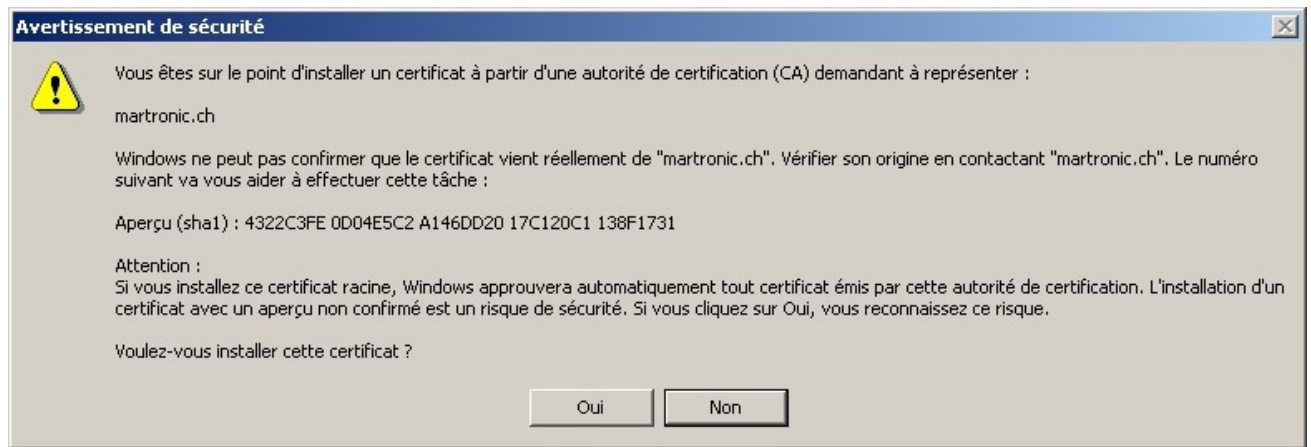 Avertissement de sécurité
Vous êtes sur le point d'installer un certificat à partir d'une autorité de certification (CA) demandant à représenter :
martronic.ch
Windows ne peut pas confirmer que le certificat vient réellement de "martronic.ch". Vérifier son origine en contactant "martronic.ch". Le numéro
suivant va vous aider à effectuer cette tâche :
Aperçu (sha1) : 4322C3FE 0D04E5C2 A146DD20 17C120C1 138F1731
Attention :
Si vous installez ce certificat racine, Windows approuvera automatiquement tout certificat émis par cette autorité de certification. L'installation d'un
certificat avec un aperçu non confirmé est un risque de sécurité. Si vous cliquez sur Oui, vous reconnaissez ce risque.
Voulez-vous installer cette certificat ?
Oui
Non